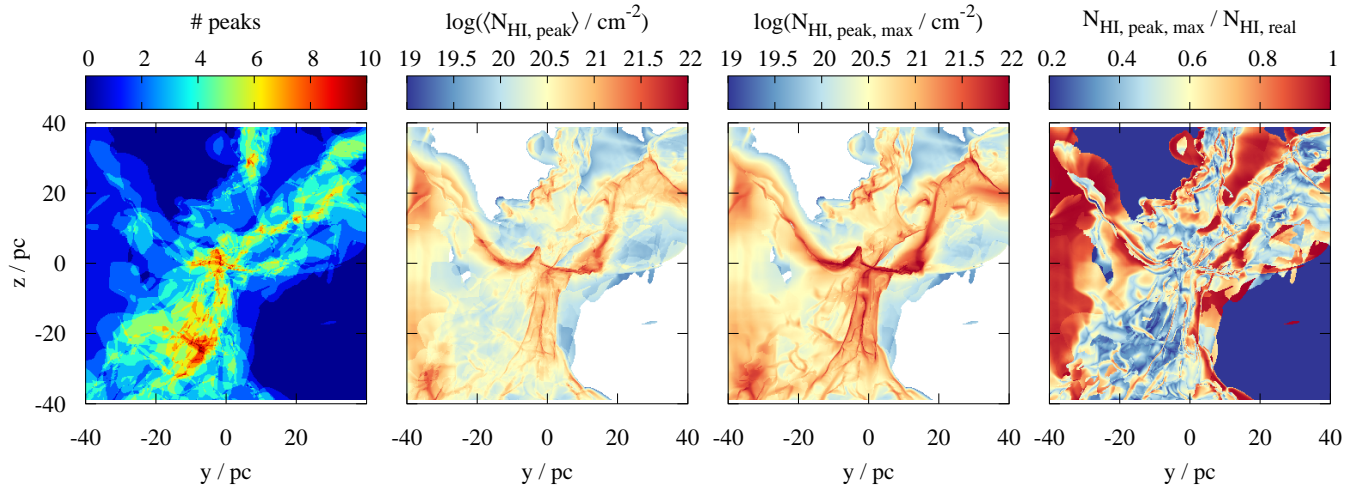 # peaks
0 2 4 6 8 10
log(⟨N_HI, peak⟩ / cm^-2)
19 19.5 20 20.5 21 21.5 22
log(N_HI, peak, max / cm^-2)
19 19.5 20 20.5 21 21.5 22
N_HI, peak, max / N_HI, real
0.2 0.4 0.6 0.8 1
40
20
0
-20
-40
z / pc
-40 -20 0 20
-40 -20 0 20
-40 -20 0 20
-40 -20 0 20 40
y / pc
y / pc
y / pc
y / pc